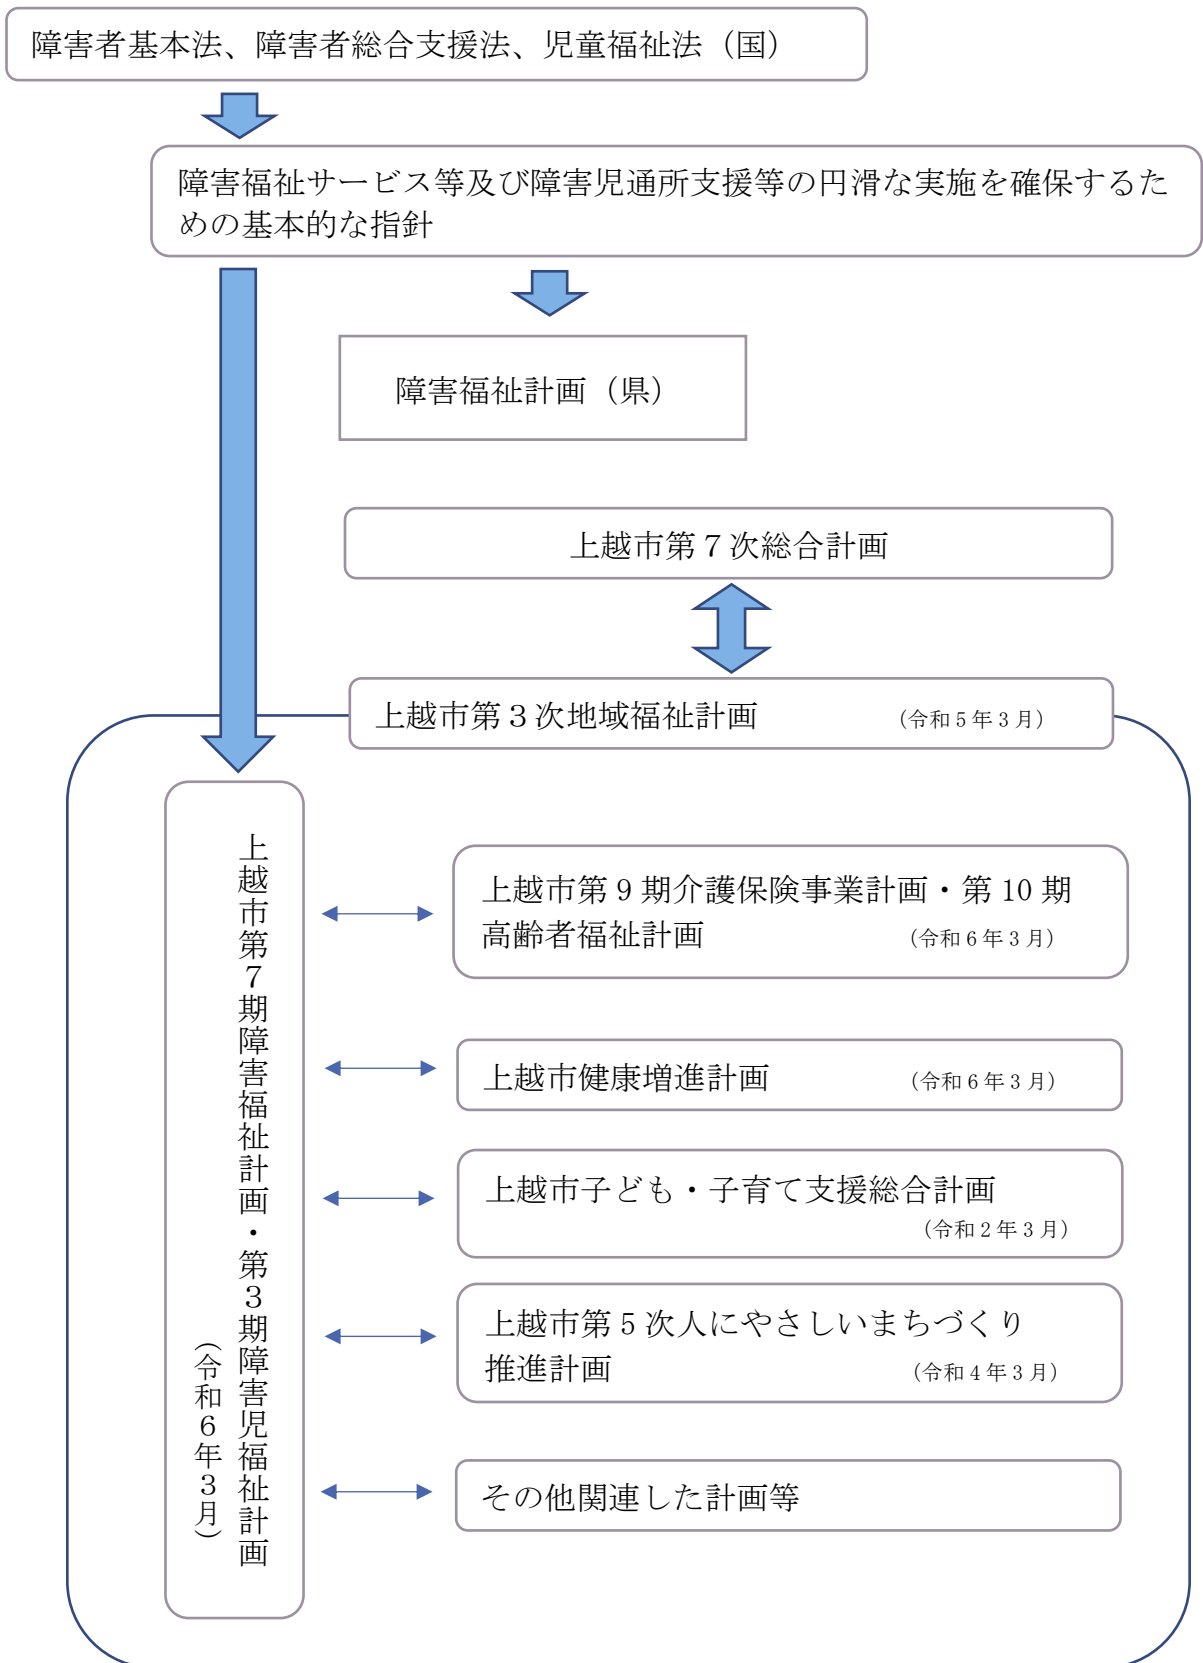 障害者基本法、障害者総合支援法、児童福祉法（国）
障害福祉サービス等及び障害児通所支援等の円滑な実施を確保するた
めの基本的な指針
障害福祉計画（県）
上越市第７次総合計画
上越市第３次地域福祉計画 （令和５年３月）
上越市第７期障害福祉計画・第３期障害児福祉計画
（令和６年３月）
上越市第９期介護保険事業計画・第 10 期
高齢者福祉計画 （令和６年３月）
上越市健康増進計画 （令和６年３月）
上越市子ども・子育て支援総合計画
（令和２年３月）
上越市第５次人にやさしいまちづくり
推進計画 （令和４年３月）
その他関連した計画等